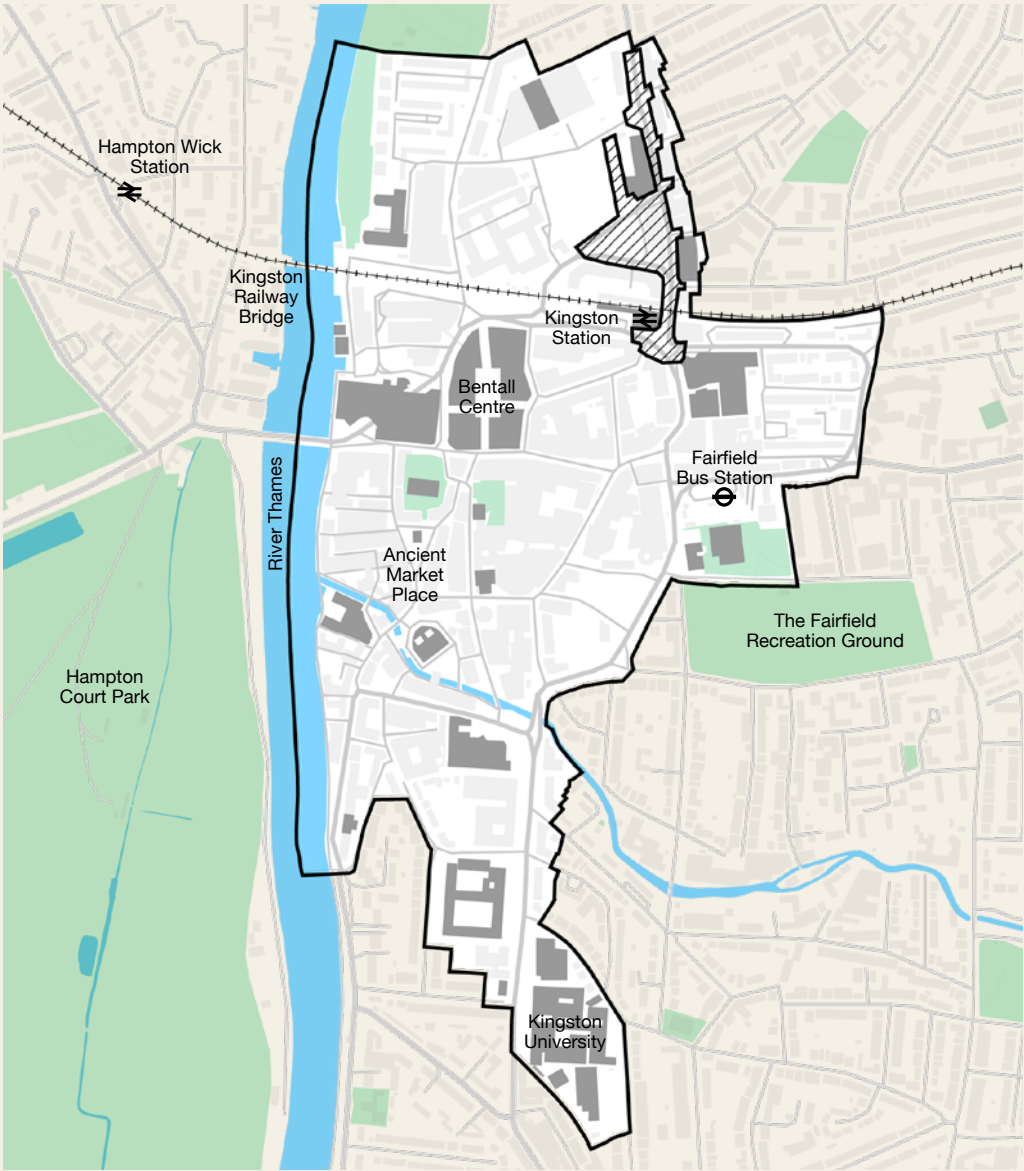 Hampton Wick
Station
Kingston
Railway
Bridge
Kingston
Station
Bentall
Centre
Fairfield
Bus Station
River Thames
Ancient
Market
Place
The Fairfield
Recreation Ground
Hampton
Court Park
Kingston
University